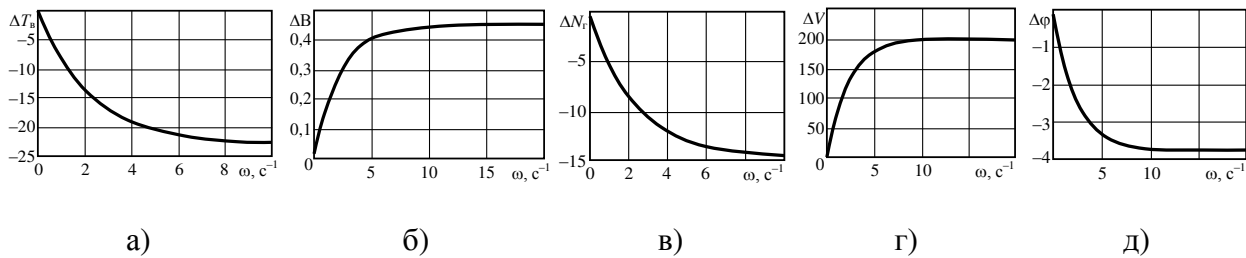 ΔTв
–5
–10
–15
–20
–25
0 2 4 6 8 ω, с⁻¹
а)
ΔВ
0,4
0,3
0,2
0,1
0
5 10 15 ω, с⁻¹
б)
ΔNг
–5
–10
–15
0 2 4 6 ω, с⁻¹
в)
ΔV
200
150
100
50
0
5 10 ω, с⁻¹
г)
Δφ
–1
–2
–3
–4
5 10 ω, с⁻¹
д)